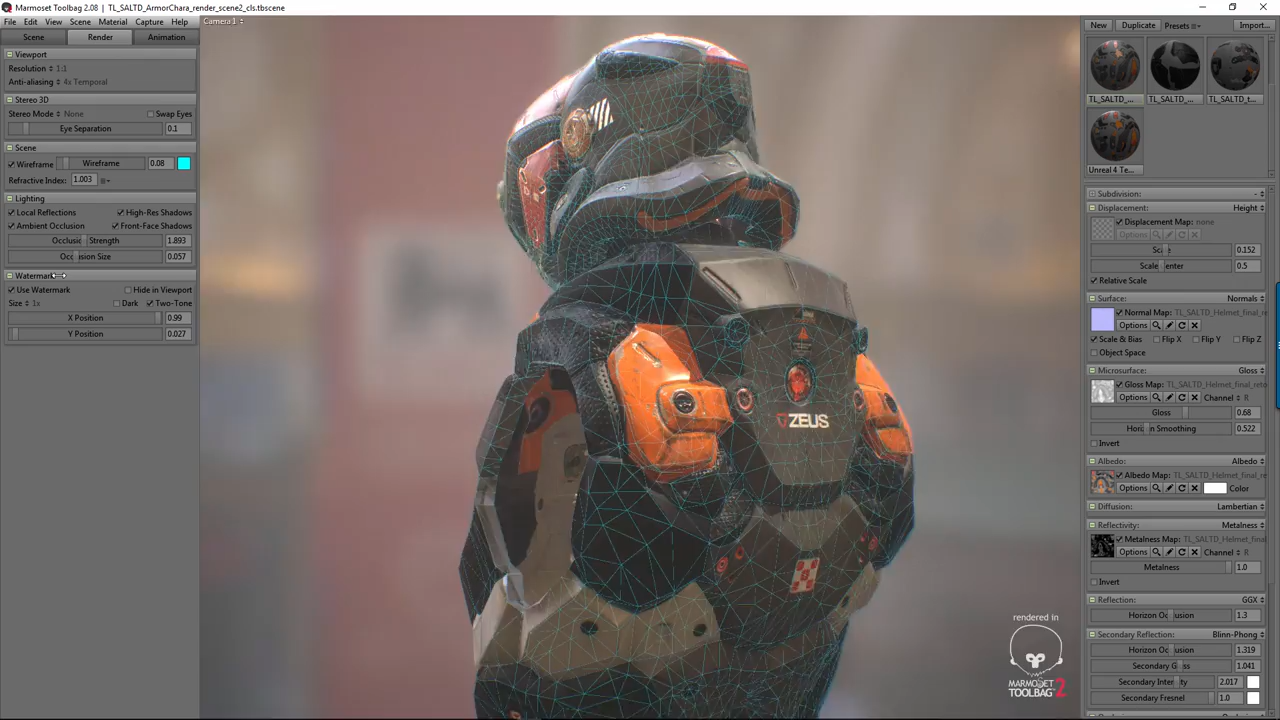 Marmoset Toolbag 2.08 | TL_SALTD_ArmorChara_render_scene2_cls.tbscene
File Edit View Scene Material Capture Help
Camera 1
New Duplicate Presets Import...
Scene Render Animation
Viewport
Resolution 1:1
Anti-aliasing 4x Temporal
Stereo 3D
Stereo Mode None Swap Eyes
Eye Separation 0.1
Scene
Wireframe Wireframe 0.08
Refractive Index: 1.003
Lighting
Local Reflections High-Res Shadows
Ambient Occlusion Front-Face Shadows
Strength 1.893
Size 0.057
Watermark
Use Watermark Hide in Viewport
Size 1x Dark Two-Tone
X Position 0.99
Y Position 0.027
ZEUS
rendered in
MARMOSET
TOOLBAG 2
TL_SALTD_... TL_SALTD_... TL_SALTD_t...
Unreal 4 Te...
Subdivision: -
Displacement: Height
Displacement Map: none
Options
0.152
Scale 0.5
Relative Scale
Surface: Normals
Normal Map: TL_SALTD_Helmet_final_re
Options
Scale & Bias Flip X Flip Y Flip Z
Object Space
Microsurface: Gloss
Gloss Map: TL_SALTD_Helmet_final_reto
Options Channel R
Gloss 0.68
Smoothing 0.522
Invert
Albedo: Albedo
Albedo Map: TL_SALTD_Helmet_final_re
Options Color
Diffusion: Lambertian
Reflectivity: Metalness
Metalness Map: TL_SALTD_Helmet_final
Options Channel R
Metalness 1.0
Invert
Reflection: GGX
Horizon 1.3
Secondary Reflection: Blinn-Phong
Horizon 1.319
Secondary 1.041
Secondary 2.017
Secondary Fresnel 1.0